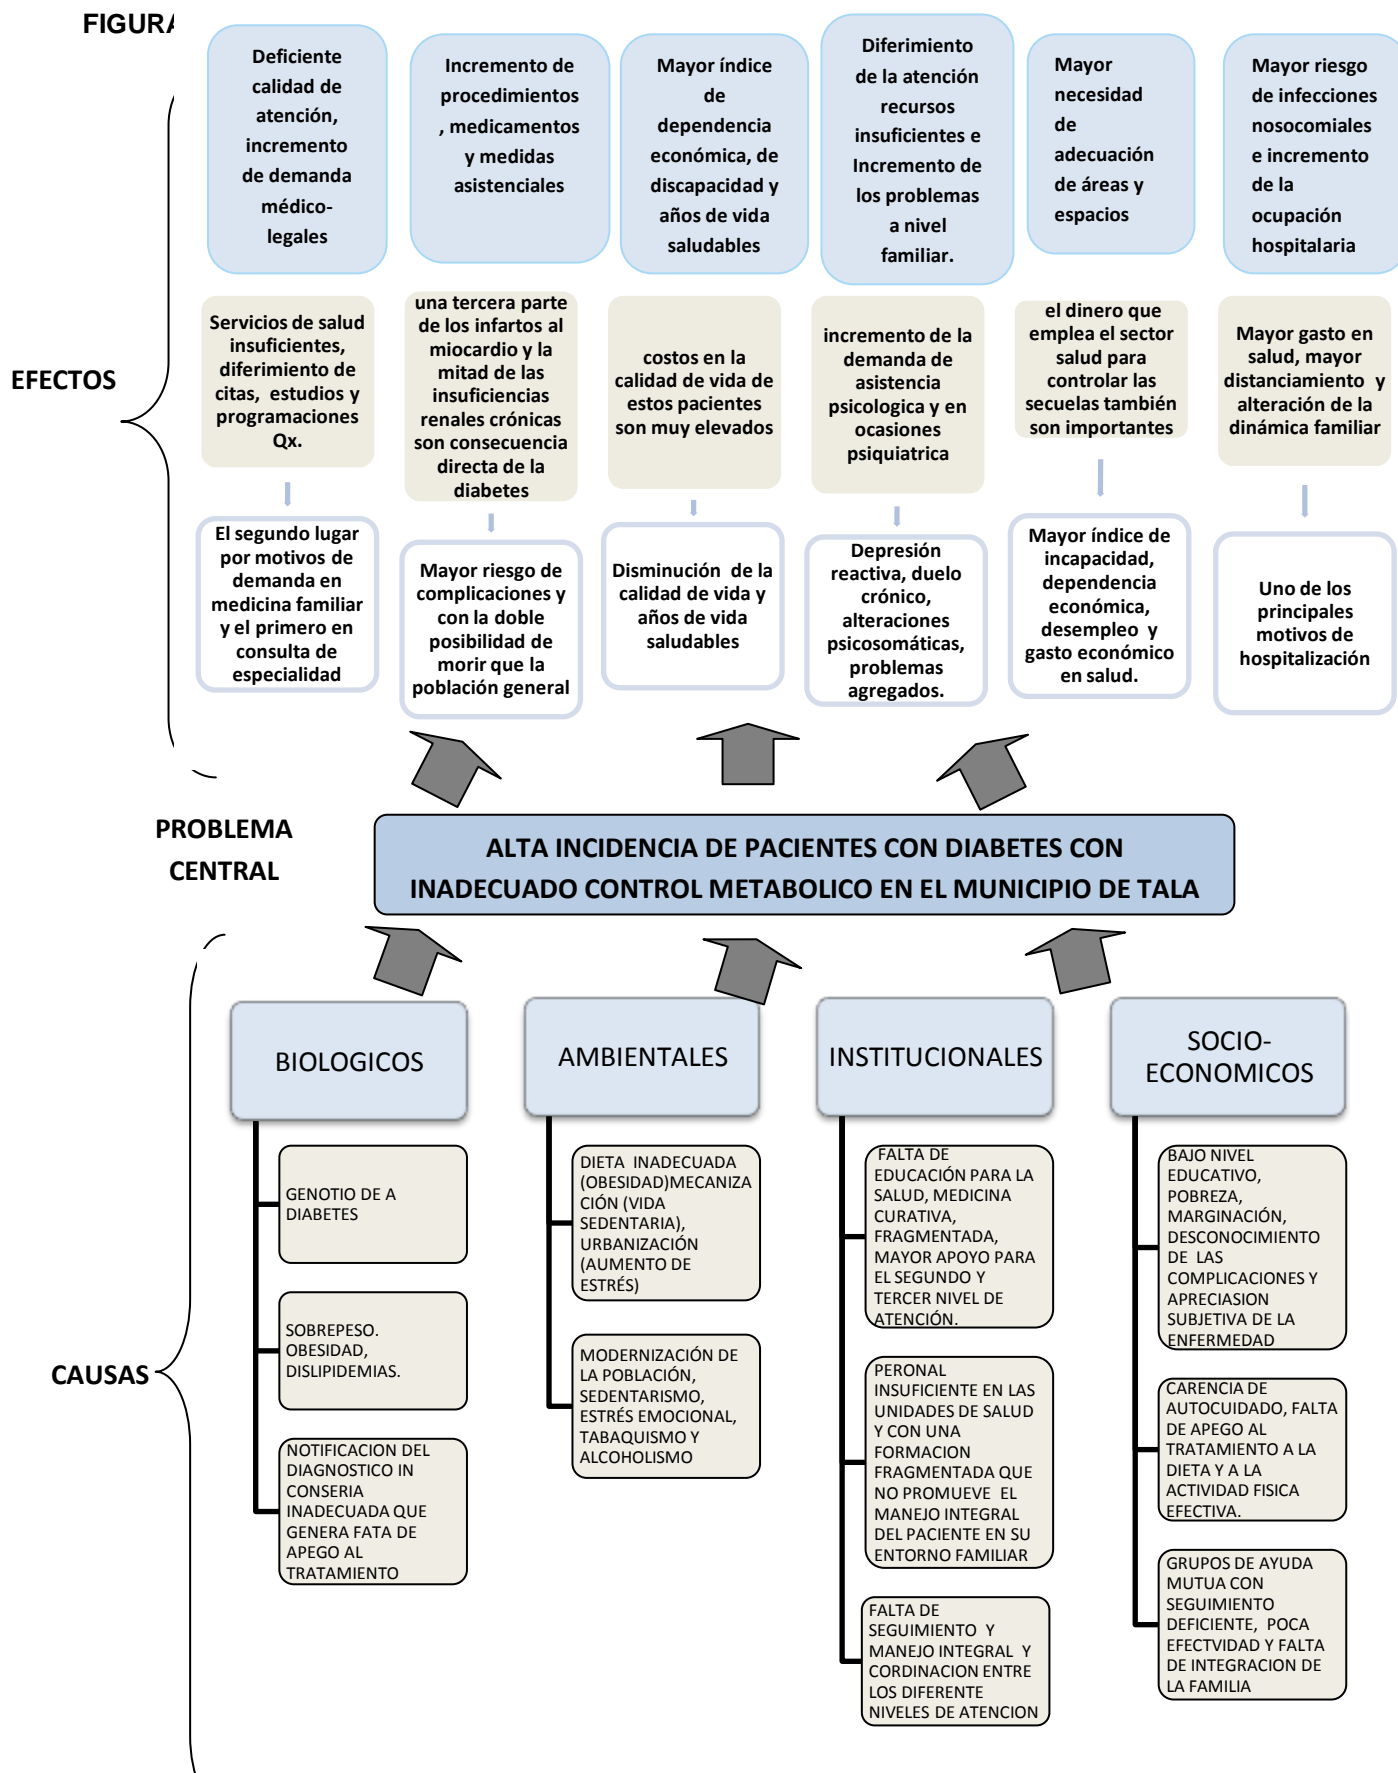 FIGURA
Deficiente
calidad de
atención,
incremento
de demanda
médico-
legales
Incremento de
procedimientos
, medicamentos
y medidas
asistenciales
Mayor índice
de
dependencia
económica, de
discapacidad y
años de vida
saludables
Diferimiento
de la atención
recursos
insuficientes e
Incremento de
los problemas
a nivel
familiar.
Mayor
necesidad
de
adecuación
de áreas y
espacios
Mayor riesgo
de infecciones
nosocomiales
e incremento
de la
ocupación
hospitalaria
EFECTOS
Servicios de salud
insuficientes,
diferimiento de
citas, estudios y
programaciones
Qx.
una tercera parte
de los infartos al
miocardio y la
mitad de las
insuficiencias
renales crónicas
son consecuencia
directa de la
diabetes
costos en la
calidad de vida de
estos pacientes
son muy elevados
incremento de la
demanda de
asistencia
psicologica y en
ocasiones
psiquiatrica
el dinero que
emplea el sector
salud para
controlar las
secuelas también
son importantes
Mayor gasto en
salud, mayor
distanciamiento y
alteración de la
dinámica familiar
El segundo lugar
por motivos de
demanda en
medicina familiar
y el primero en
consulta de
especialidad
Mayor riesgo de
complicaciones y
con la doble
posibilidad de
morir que la
población general
Disminución de la
calidad de vida y
años de vida
saludables
Depresión
reactiva, duelo
crónico,
alteraciones
psicosomáticas,
problemas
agregados.
Mayor índice de
incapacidad,
dependencia
económica,
desempleo y
gasto económico
en salud.
Uno de los
principales
motivos de
hospitalización
PROBLEMA
CENTRAL
ALTA INCIDENCIA DE PACIENTES CON DIABETES CON
INADECUADO CONTROL METABOLICO EN EL MUNICIPIO DE TALA
CAUSAS
BIOLOGICOS
GENOTIO DE A
DIABETES
SOBREPESO.
OBESIDAD,
DISLIPIDEMIAS.
NOTIFICACION DEL
DIAGNOSTICO IN
CONSERIA
INADECUADA QUE
GENERA FATA DE
APEGO AL
TRATAMIENTO
AMBIENTALES
DIETA INADECUADA
(OBESIDAD)MECANIZA
CIÓN (VIDA
SEDENTARIA),
URBANIZACIÓN
(AUMENTO DE
ESTRÉS)
MODERNIZACIÓN DE
LA POBLACIÓN,
SEDENTARISMO,
ESTRÉS EMOCIONAL,
TABAQUISMO Y
ALCOHOLISMO
INSTITUCIONALES
FALTA DE
EDUCACIÓN PARA LA
SALUD, MEDICINA
CURATIVA,
FRAGMENTADA,
MAYOR APOYO PARA
EL SEGUNDO Y
TERCER NIVEL DE
ATENCIÓN.
PERONAL
INSUFICIENTE EN LAS
UNIDADES DE SALUD
Y CON UNA
FORMACION
FRAGMENTADA QUE
NO PROMUEVE EL
MANEJO INTEGRAL
DEL PACIENTE EN SU
ENTORNO FAMILIAR
FALTA DE
SEGUIMIENTO Y
MANEJO INTEGRAL Y
CORDINACION ENTRE
LOS DIFERENTE
NIVELES DE ATENCION
SOCIO-
ECONOMICOS
BAJO NIVEL
EDUCATIVO,
POBREZA,
MARGINACIÓN,
DESCONOCIMIENTO
DE LAS
COMPLICACIONES Y
APRECIASION
SUBJETIVA DE LA
ENFERMEDAD
CARENCIA DE
AUTOCUIDADO, FALTA
DE APEGO AL
TRATAMIENTO A LA
DIETA Y A LA
ACTIVIDAD FISICA
EFECTIVA.
GRUPOS DE AYUDA
MUTUA CON
SEGUIMIENTO
DEFICIENTE, POCA
EFECTVIDAD Y FALTA
DE INTEGRACION DE
LA FAMILIA